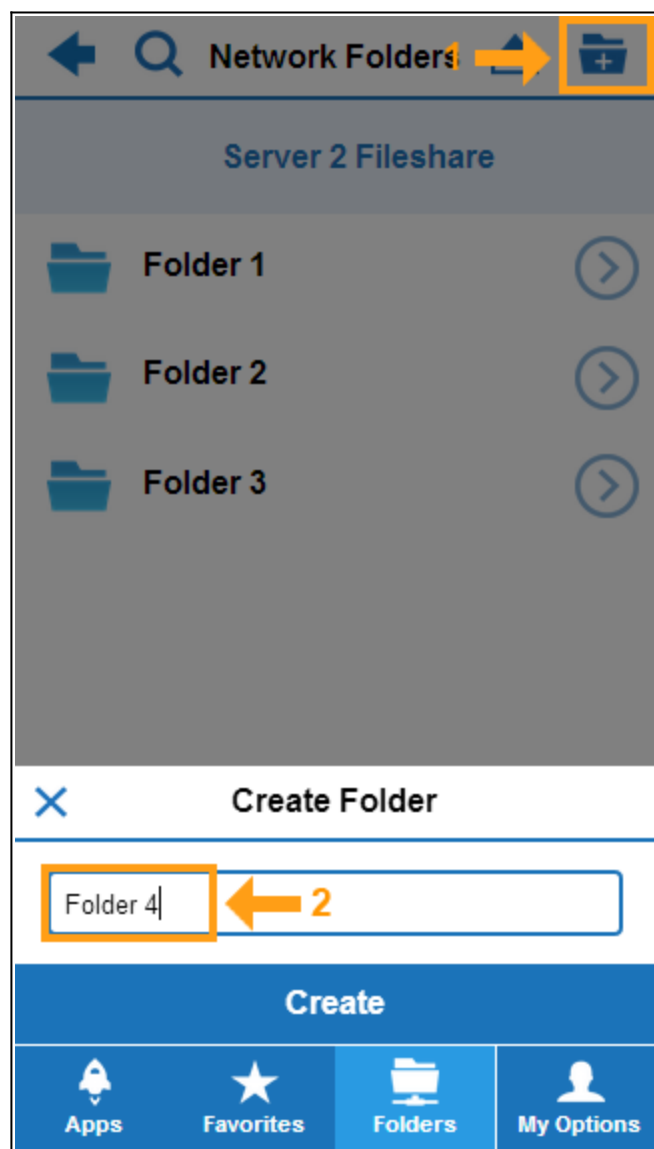 Network Folders 1
Server 2 Fileshare
Folder 1
Folder 2
Folder 3
Create Folder
Folder 4 2
Create
Apps Favorites Folders My Options